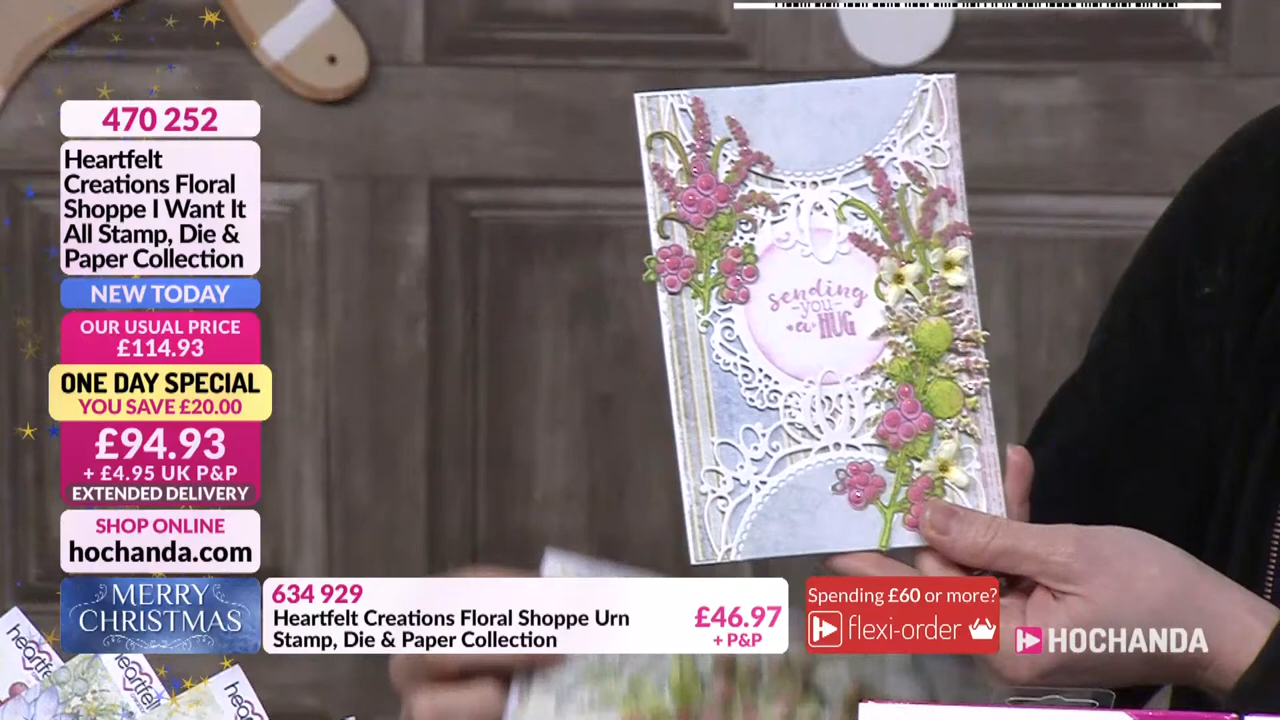 470 252
Heartfelt
Creations Floral
Shoppe I Want It
All Stamp, Die &
Paper Collection
NEW TODAY
OUR USUAL PRICE
£114.93
ONE DAY SPECIAL
YOU SAVE £20.00
£94.93
+ £4.95 UK P&P
EXTENDED DELIVERY
SHOP ONLINE
hochanda.com
MERRY
CHRISTMAS
634 929
Heartfelt Creations Floral Shoppe Urn
Stamp, Die & Paper Collection
£46.97
+ P&P
Spending £60 or more?
flexi-order
HOCHANDA
sending
-you-
a HUG
heartfelt
heartfelt